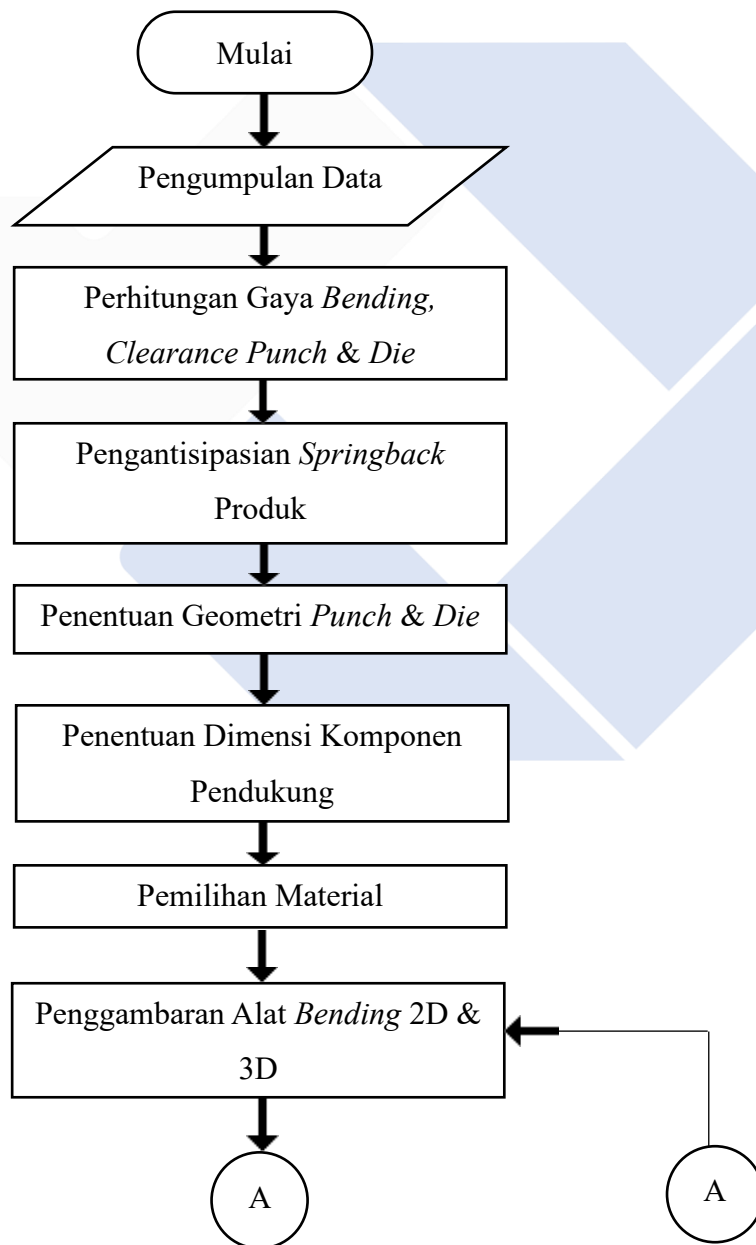 Mulai
Pengumpulan Data
Perhitungan Gaya Bending,
Clearance Punch & Die
Pengantisipasian Springback
Produk
Penentuan Geometri Punch & Die
Penentuan Dimensi Komponen
Pendukung
Pemilihan Material
Penggambaran Alat Bending 2D &
3D
A
A